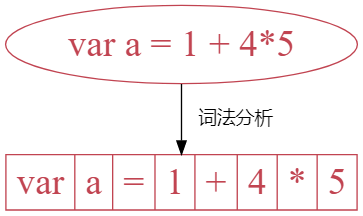 var a = 1 + 4*5
词法分析
var a = 1 + 4 * 5